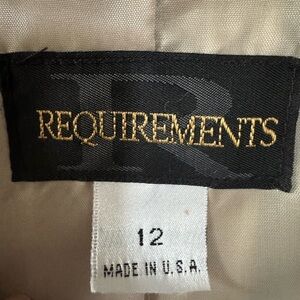 R
REQUIREMENTS
12
MADE IN U.S.A.